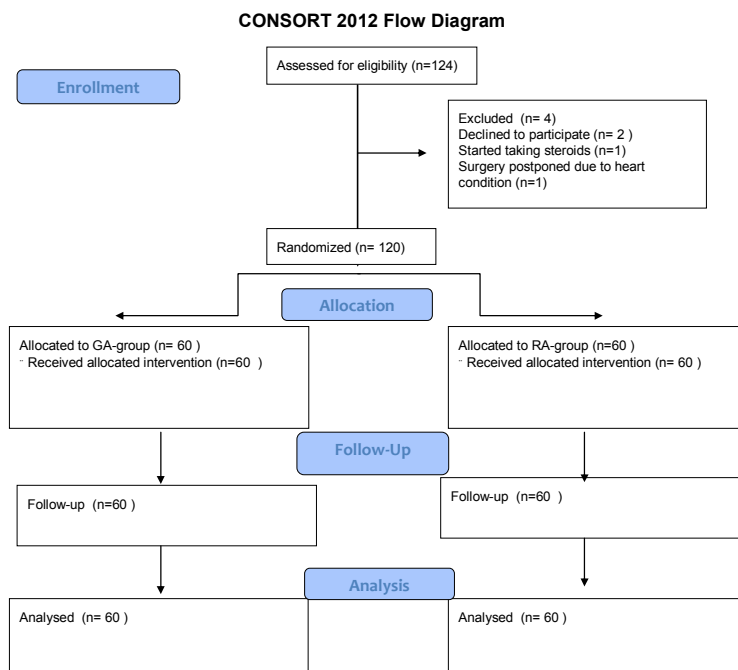 CONSORT 2012 Flow Diagram
Assessed for eligibility (n=124)
Enrollment
Excluded (n= 4)
Declined to participate (n= 2 )
Started taking steroids (n=1)
Surgery postponed due to heart
condition (n=1)
Randomized (n= 120)
Allocation
Allocated to GA-group (n= 60 )
¨ Received allocated intervention (n=60 )
Allocated to RA-group (n=60 )
¨ Received allocated intervention (n= 60 )
Follow-Up
Follow-up (n=60 )
Follow-up (n=60 )
Analysis
Analysed (n= 60 )
Analysed (n= 60 )